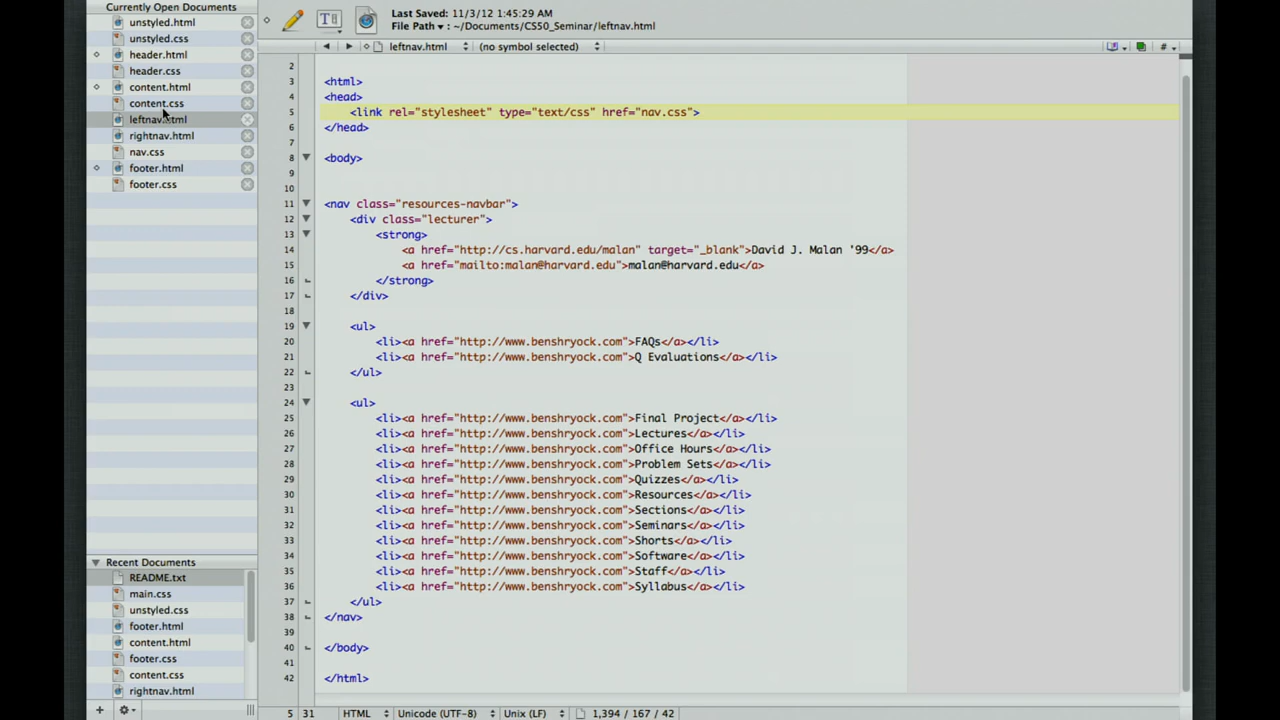 Currently Open Documents
unstyled.html
unstyled.css
header.html
header.css
content.html
content.css
leftnav.html
rightnav.html
nav.css
footer.html
footer.css
Recent Documents
README.txt
main.css
unstyled.css
footer.html
content.html
footer.css
content.css
rightnav.html
Last Saved: 11/3/12 1:45:29 AM
File Path ▾ : ~/Documents/CS50_Seminar/leftnav.html
leftnav.html (no symbol selected) #
2
3 <html>
4 <head>
5 <link rel="stylesheet" type="text/css" href="nav.css">
6 </head>
7
8 <body>
9
10
11 <nav class="resources-navbar">
12 <div class="lecturer">
13 <strong>
14 <a href="http://cs.harvard.edu/malan" target="_blank">David J. Malan '99</a>
15 <a href="mailto:malan@harvard.edu">malan@harvard.edu</a>
16 </strong>
17 </div>
18
19 <ul>
20 <li><a href="http://www.benshryock.com">FAQs</a></li>
21 <li><a href="http://www.benshryock.com">Q Evaluations</a></li>
22 </ul>
23
24 <ul>
25 <li><a href="http://www.benshryock.com">Final Project</a></li>
26 <li><a href="http://www.benshryock.com">Lectures</a></li>
27 <li><a href="http://www.benshryock.com">Office Hours</a></li>
28 <li><a href="http://www.benshryock.com">Problem Sets</a></li>
29 <li><a href="http://www.benshryock.com">Quizzes</a></li>
30 <li><a href="http://www.benshryock.com">Resources</a></li>
31 <li><a href="http://www.benshryock.com">Sections</a></li>
32 <li><a href="http://www.benshryock.com">Seminars</a></li>
33 <li><a href="http://www.benshryock.com">Shorts</a></li>
34 <li><a href="http://www.benshryock.com">Software</a></li>
35 <li><a href="http://www.benshryock.com">Staff</a></li>
36 <li><a href="http://www.benshryock.com">Syllabus</a></li>
37 </ul>
38 </nav>
39
40 </body>
41
42 </html>
5 31 HTML Unicode (UTF-8) Unix (LF) 1,394 / 167 / 42